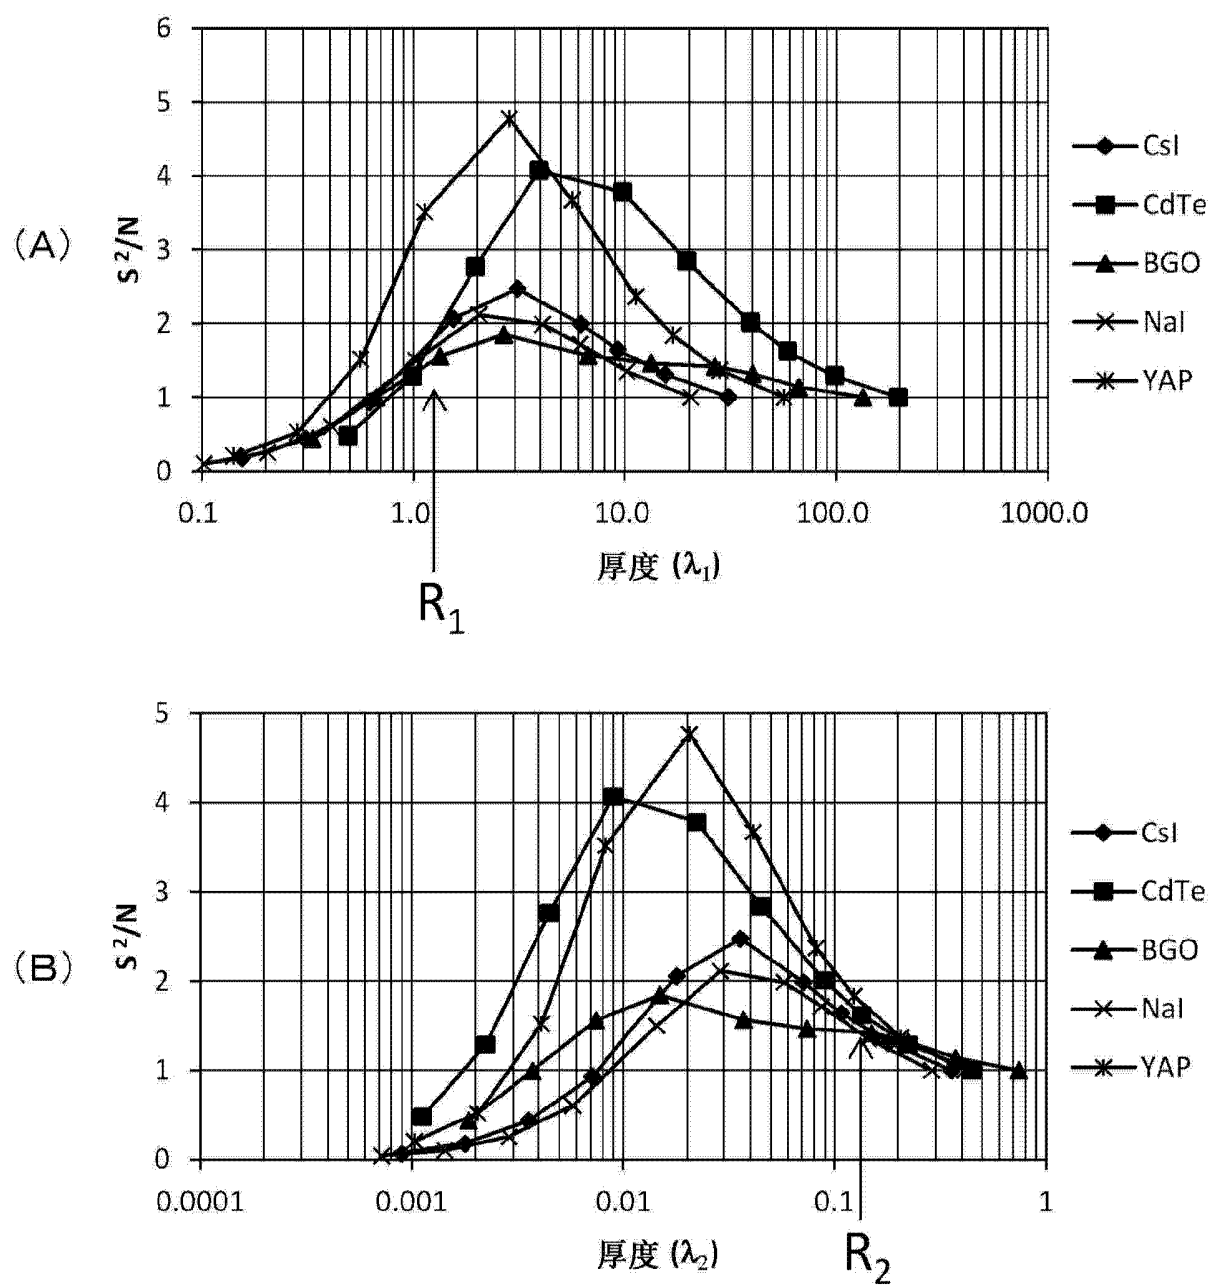 (A)
S²/N
6
5
4
3
2
1
0
0.1 1.0 10.0 100.0 1000.0
厚度 (λ₁)
R₁
CsI
CdTe
BGO
NaI
YAP
(B)
S²/N
5
4
3
2
1
0
0.0001 0.001 0.01 0.1 1
厚度 (λ₂)
R₂
CsI
CdTe
BGO
NaI
YAP